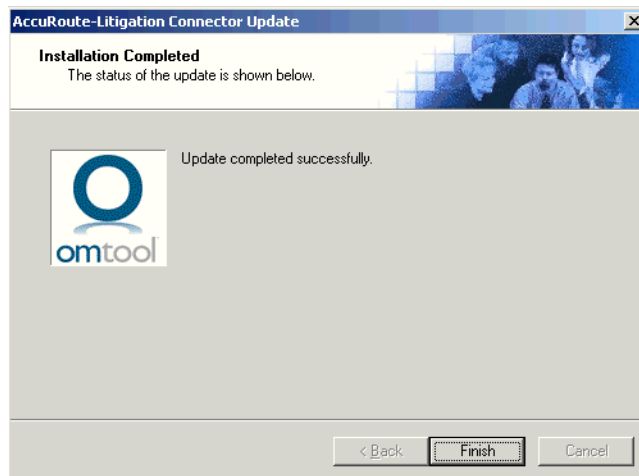 AccuRoute-Litigation Connector Update
Installation Completed
The status of the update is shown below.
Update completed successfully.
omtool
< Back
Finish
Cancel